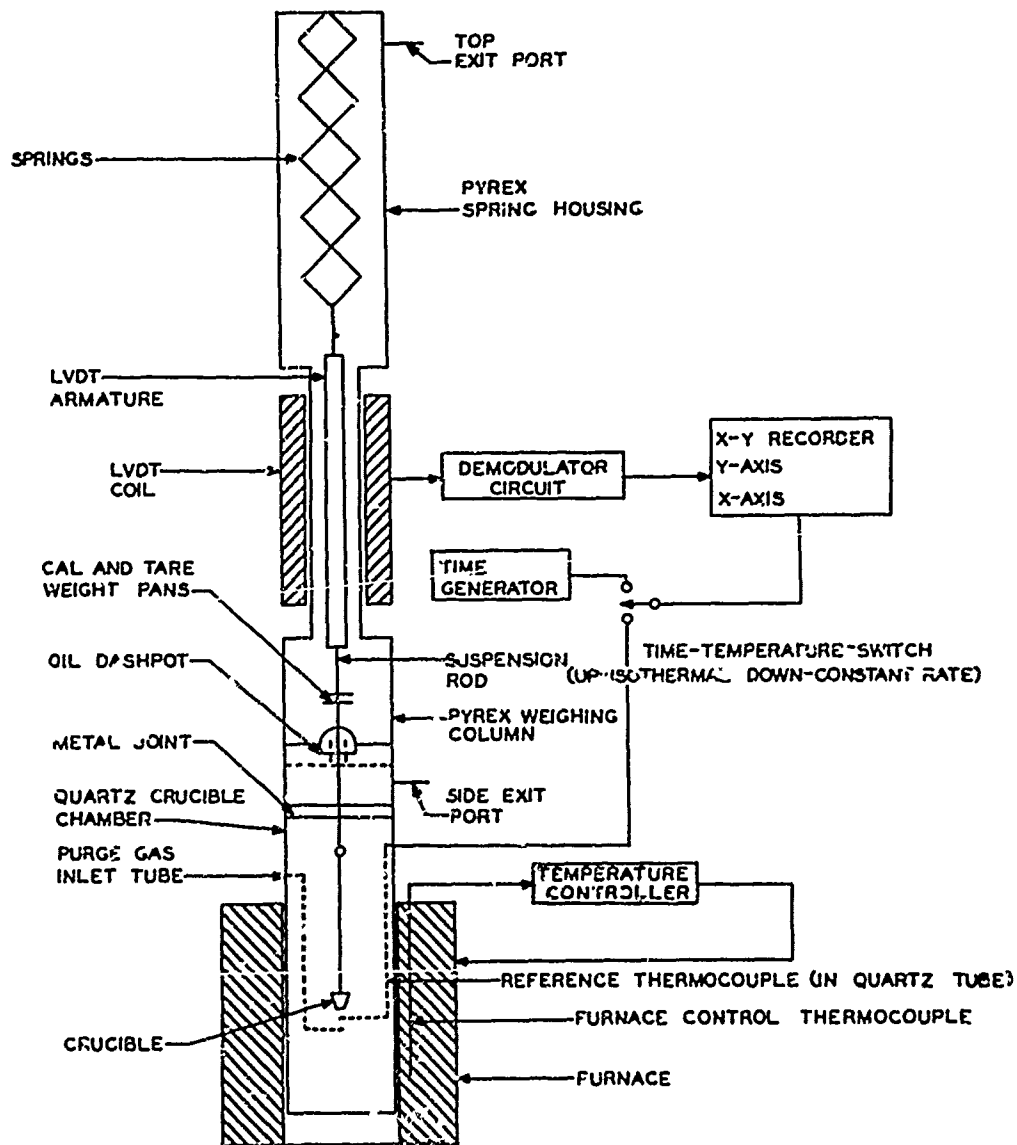 TOP
EXIT PORT
SPRINGS
PYREX
SPRING HOUSING
LVDT
ARMATURE
LVDT
COIL
DEMODULATOR
CIRCUIT
X-Y RECORDER
Y-AXIS
X-AXIS
CAL AND TARE
WEIGHT PANS
TIME
GENERATOR
OIL DASHPOT
SUSPENSION
ROD
TIME-TEMPERATURE-SWITCH
(UP-ISOTHERMAL DOWN-CONSTANT RATE)
PYREX WEIGHING
COLUMN
METAL JOINT
QUARTZ CRUCIBLE
CHAMBER
SIDE EXIT
PORT
PURGE GAS
INLET TUBE
TEMPERATURE
CONTROLLER
REFERENCE THERMOCOUPLE (IN QUARTZ TUBE)
FURNACE CONTROL THERMOCOUPLE
CRUCIBLE
FURNACE